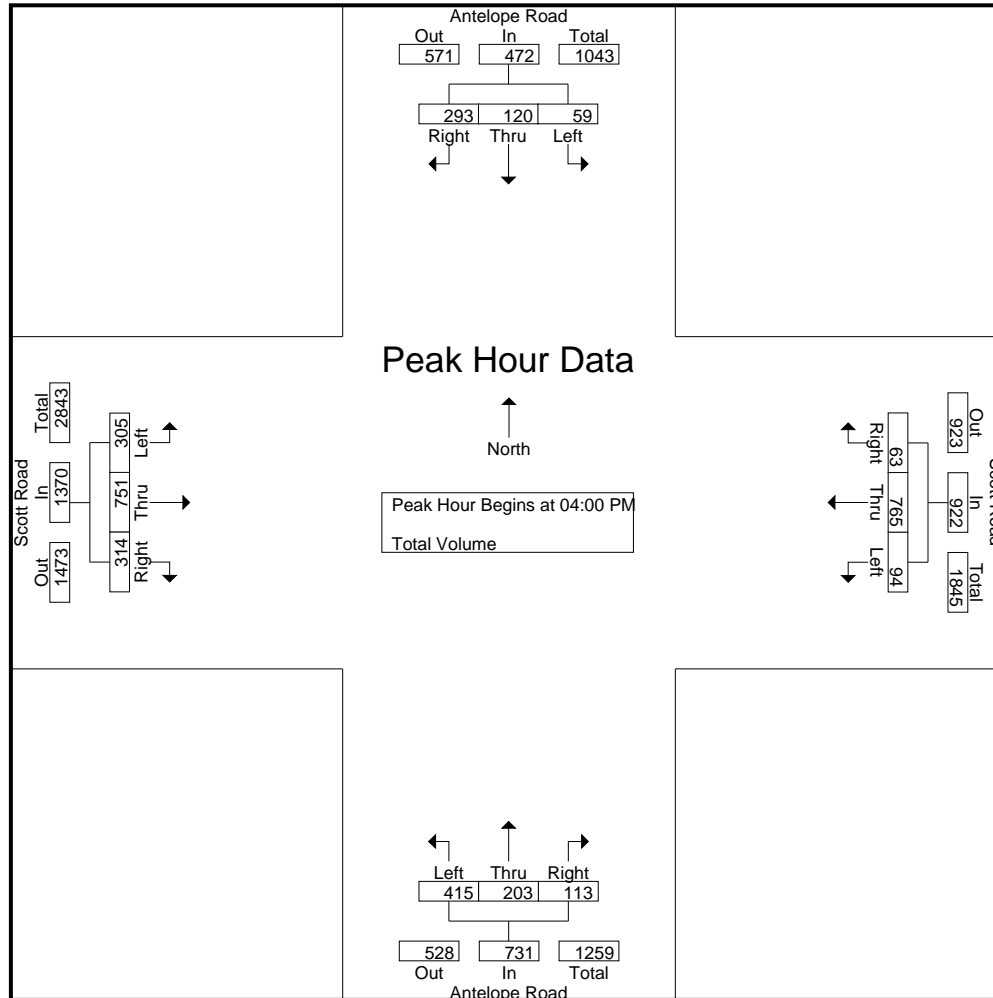 Antelope Road
Out In Total
571 472 1043
293 120 59
Right Thru Left
Peak Hour Data
North
Peak Hour Begins at 04:00 PM
Total Volume
Scott Road
Total In Out
2843 1370 1473
305 751 314
Left Thru Right
Scott Road
Out In Total
923 922 1845
63 765 94
Right Thru Left
Left Thru Right
415 203 113
528 731 1259
Out In Total
Antelope Road